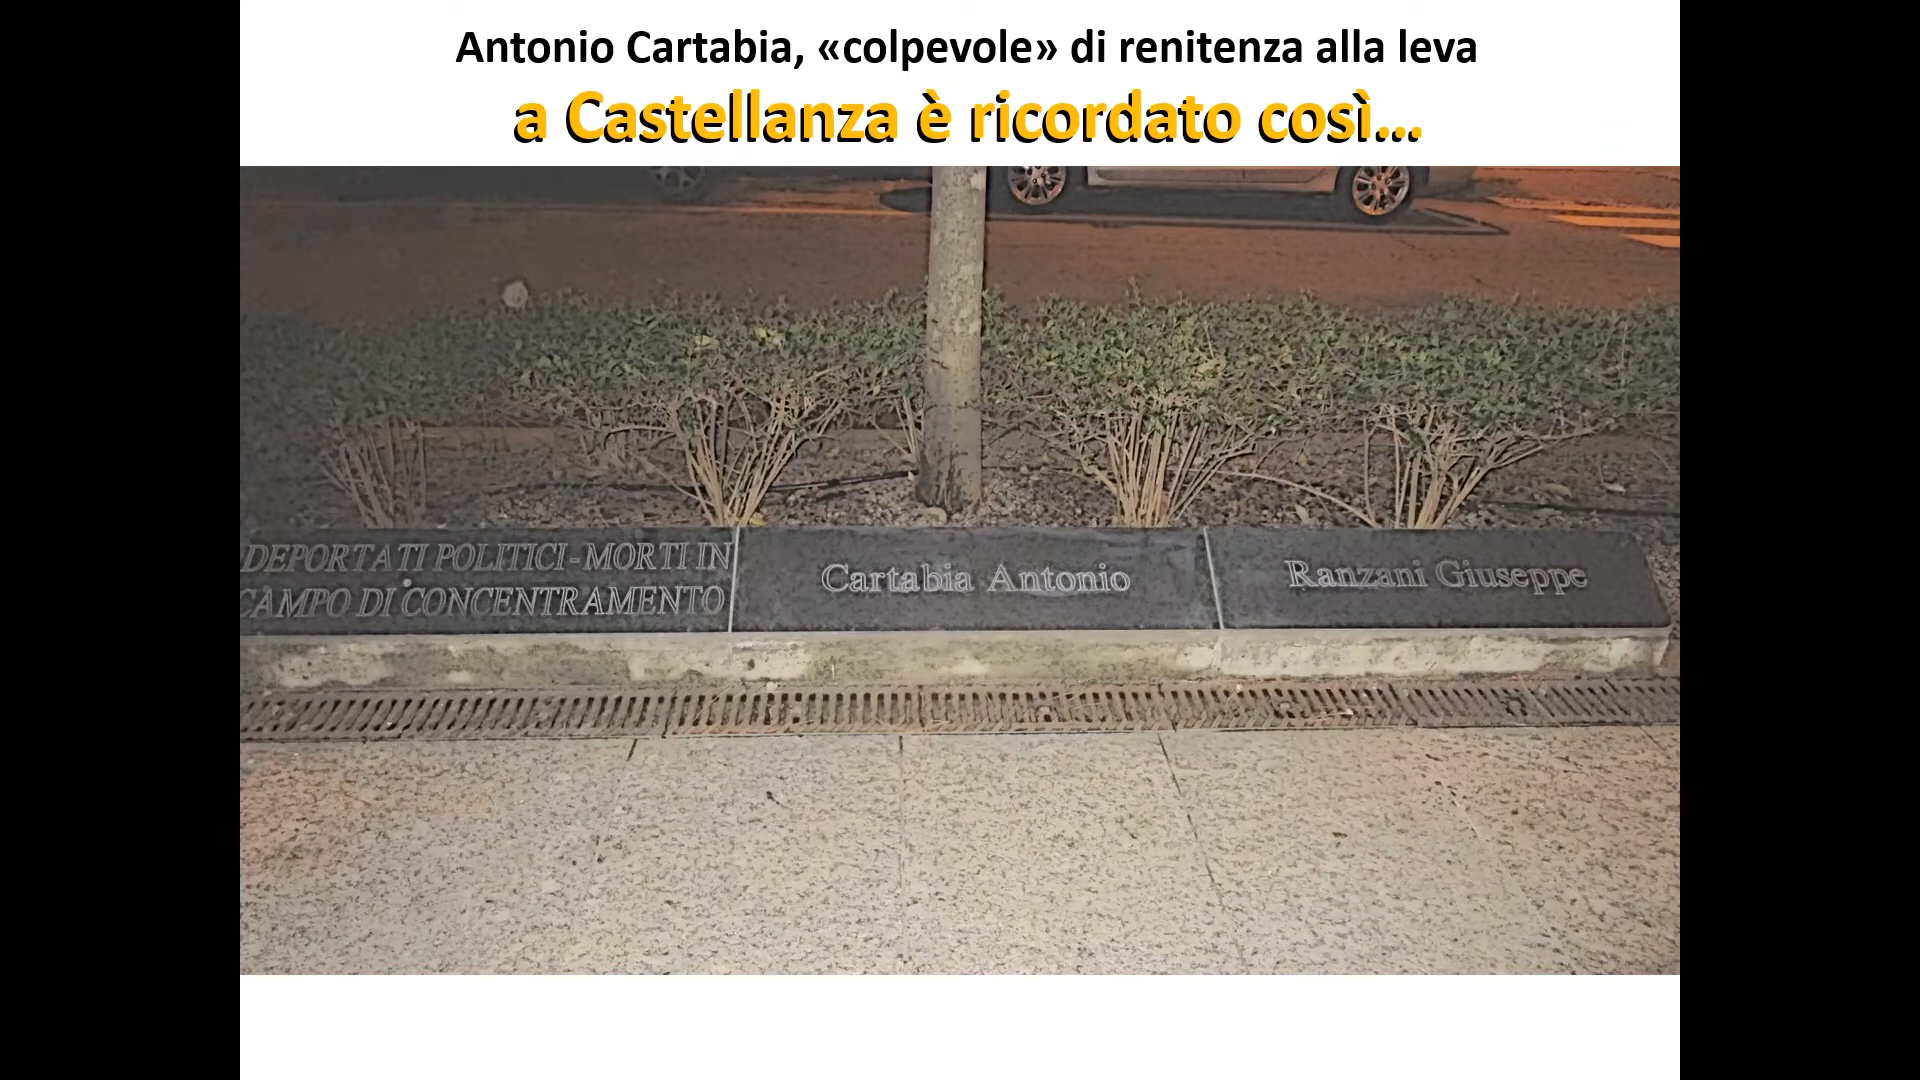 Antonio Cartabia, «colpevole» di renitenza alla leva
a Castellanza è ricordato così...
DEPORTATI POLITICI-MORTI IN
CAMPO DI CONCENTRAMENTO
Cartabia Antonio
Ranzani Giuseppe